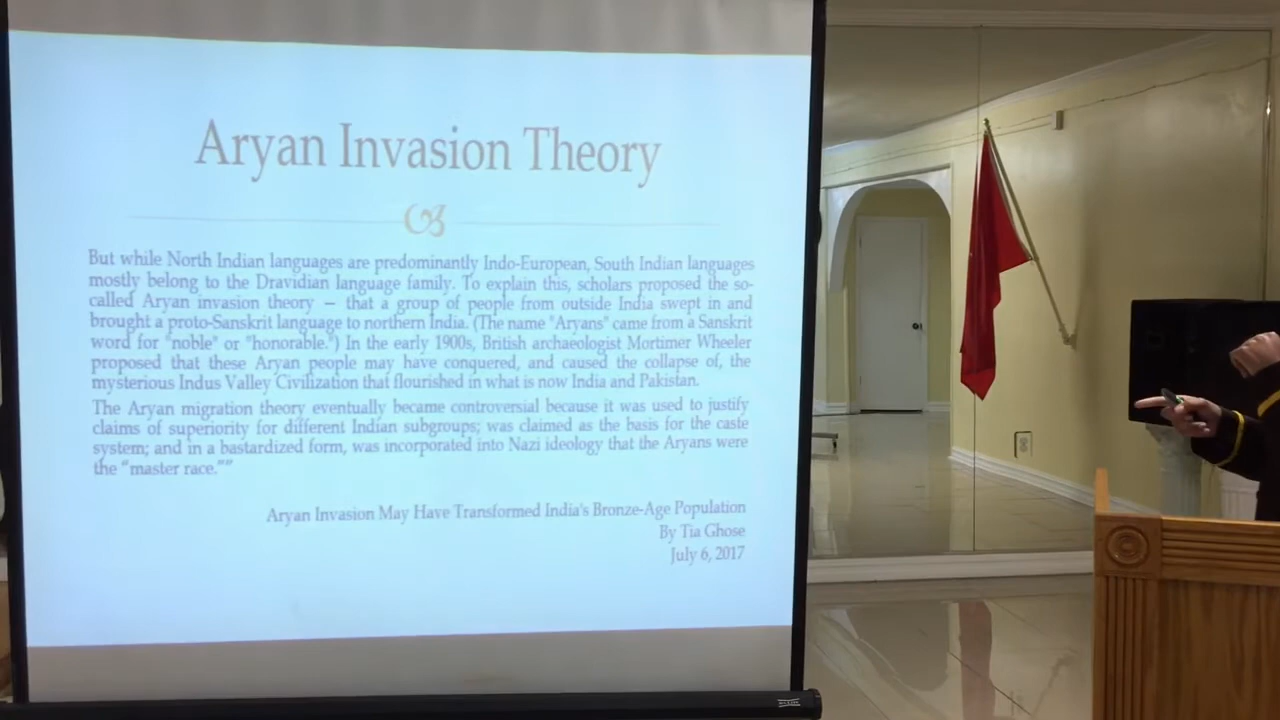 Aryan Invasion Theory
But while North Indian languages are predominantly Indo-European, South Indian languages
mostly belong to the Dravidian language family. To explain this, scholars proposed the so-
called Aryan invasion theory — that a group of people from outside India swept in and
brought a proto-Sanskrit language to northern India. (The name "Aryans" came from a Sanskrit
word for "noble" or "honorable.") In the early 1900s, British archaeologist Mortimer Wheeler
proposed that these Aryan people may have conquered, and caused the collapse of, the
mysterious Indus Valley Civilization that flourished in what is now India and Pakistan.
The Aryan migration theory eventually became controversial because it was used to justify
claims of superiority for different Indian subgroups; was claimed as the basis for the caste
system; and in a bastardized form, was incorporated into Nazi ideology that the Aryans were
the “master race.””
Aryan Invasion May Have Transformed India's Bronze-Age Population
By Tia Ghose
July 6, 2017